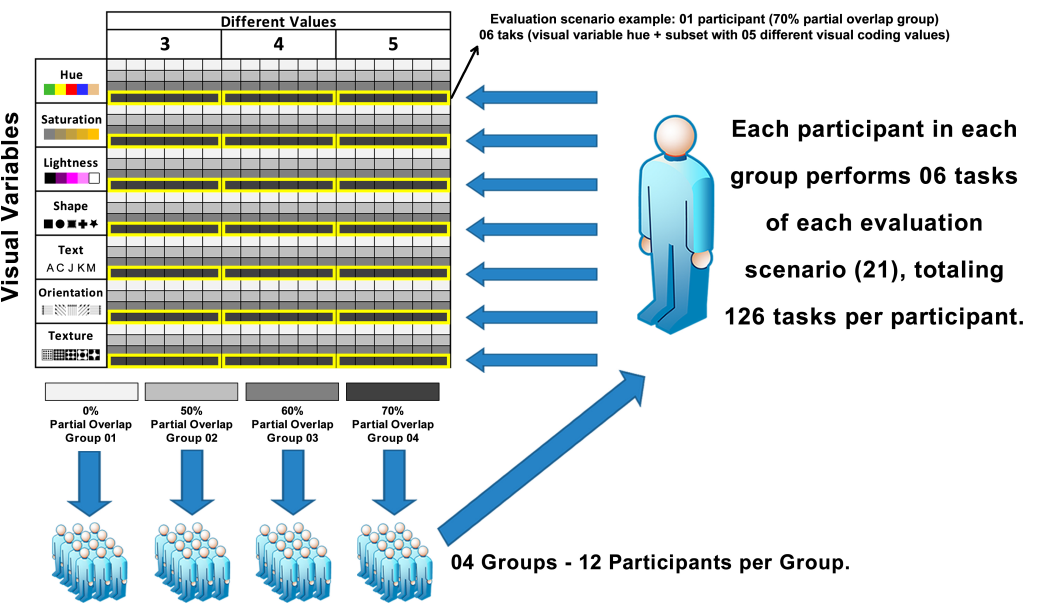 Different Values
3 4 5
Evaluation scenario example: 01 participant (70% partial overlap group)
06 taks (visual variable hue + subset with 05 different visual coding values)
Visual Variables
Hue
Saturation
Lightness
Shape
Text
A C J K M
Orientation
Texture
Each participant in each
group performs 06 tasks
of each evaluation
scenario (21), totaling
126 tasks per participant.
0%
Partial Overlap
Group 01
50%
Partial Overlap
Group 02
60%
Partial Overlap
Group 03
70%
Partial Overlap
Group 04
04 Groups - 12 Participants per Group.